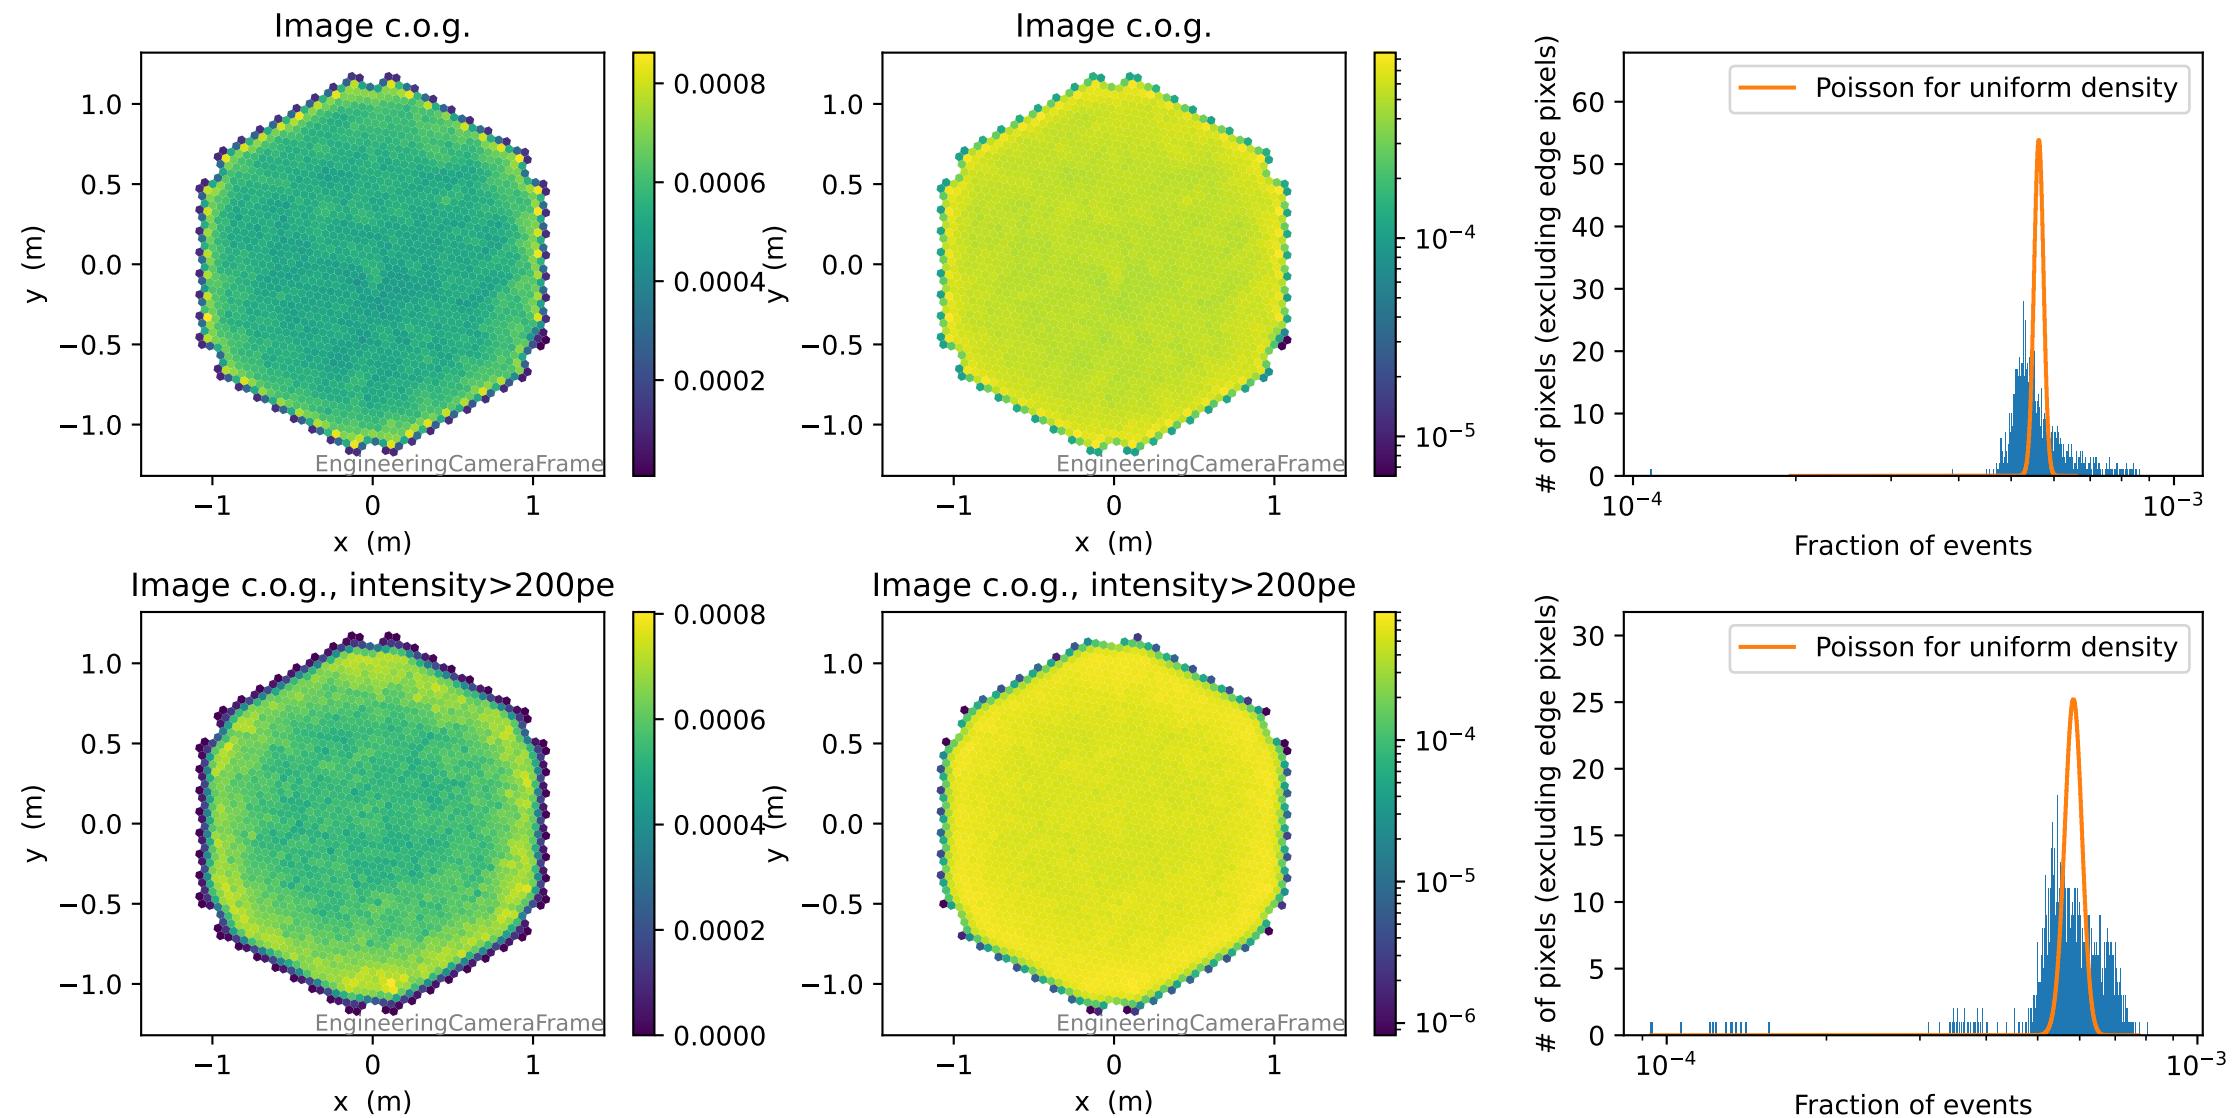 Image c.o.g.
y (m)
1.0
0.5
0.0
−0.5
−1.0
EngineeringCameraFrame
−1 0 1
x (m)
0.0008
0.0006
0.0004
0.0002
Image c.o.g.
y (m)
1.0
0.5
0.0
−0.5
−1.0
EngineeringCameraFrame
−1 0 1
x (m)
10⁻⁴
10⁻⁵
# of pixels (excluding edge pixels)
60
50
40
30
20
10
0
Poisson for uniform density
10⁻⁴ 10⁻³
Fraction of events
Image c.o.g., intensity>200pe
y (m)
1.0
0.5
0.0
−0.5
−1.0
EngineeringCameraFrame
−1 0 1
x (m)
0.0008
0.0006
0.0004
0.0002
0.0000
Image c.o.g., intensity>200pe
y (m)
1.0
0.5
0.0
−0.5
−1.0
EngineeringCameraFrame
−1 0 1
x (m)
10⁻⁴
10⁻⁵
10⁻⁶
# of pixels (excluding edge pixels)
30
25
20
15
10
5
0
Poisson for uniform density
10⁻⁴ 10⁻³
Fraction of events